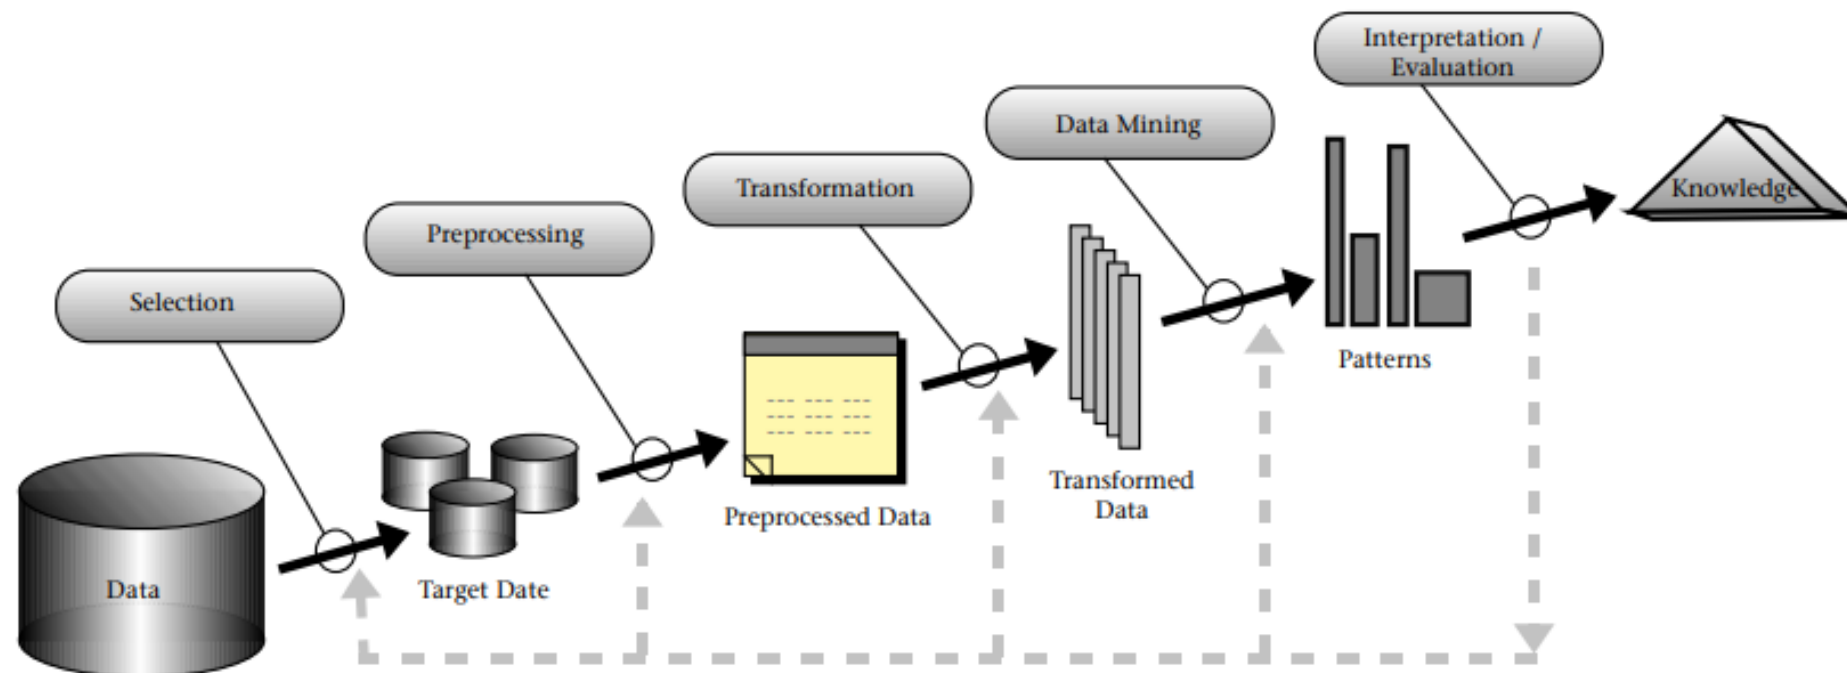 Interpretation /
Evaluation
Data Mining
Transformation
Knowledge
Preprocessing
Selection
Patterns
Transformed
Data
Preprocessed Data
Target Date
Data